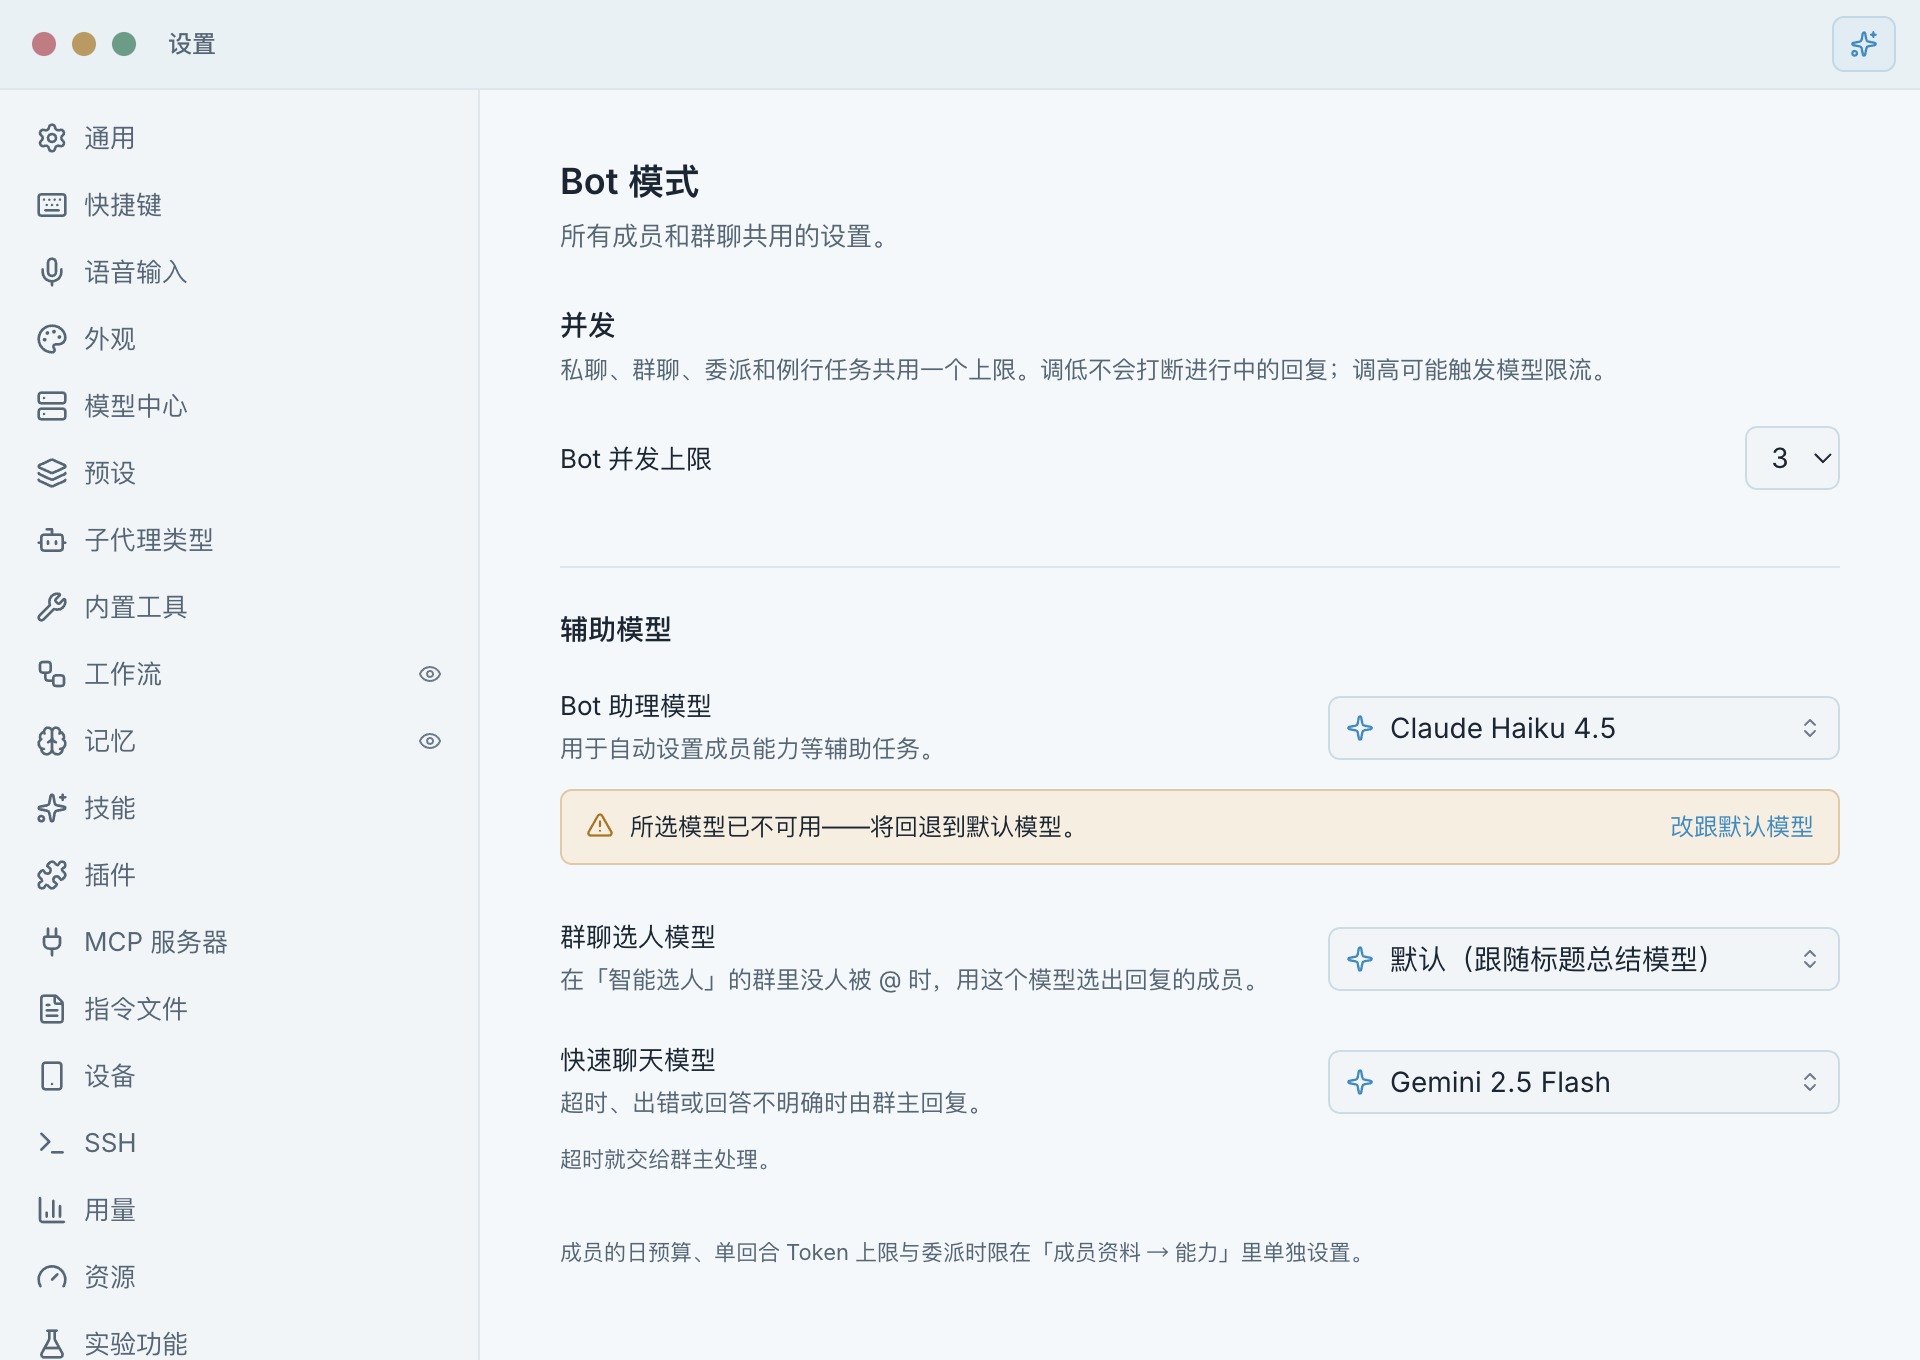 设置
通用
快捷键
语音输入
外观
模型中心
预设
子代理类型
内置工具
工作流
记忆
技能
插件
MCP 服务器
指令文件
设备
SSH
用量
资源
实验功能
Bot 模式
所有成员和群聊共用的设置。
并发
私聊、群聊、委派和例行任务共用一个上限。调低不会打断进行中的回复；调高可能触发模型限流。
Bot 并发上限
3
辅助模型
Bot 助理模型
用于自动设置成员能力等辅助任务。
Claude Haiku 4.5
所选模型已不可用——将回退到默认模型。
改跟默认模型
群聊选人模型
在「智能选人」的群里没人被 @ 时，用这个模型选出回复的成员。
默认（跟随标题总结模型）
快速聊天模型
超时、出错或回答不明确时由群主回复。
Gemini 2.5 Flash
超时就交给群主处理。
成员的日预算、单回合 Token 上限与委派时限在「成员资料 → 能力」里单独设置。